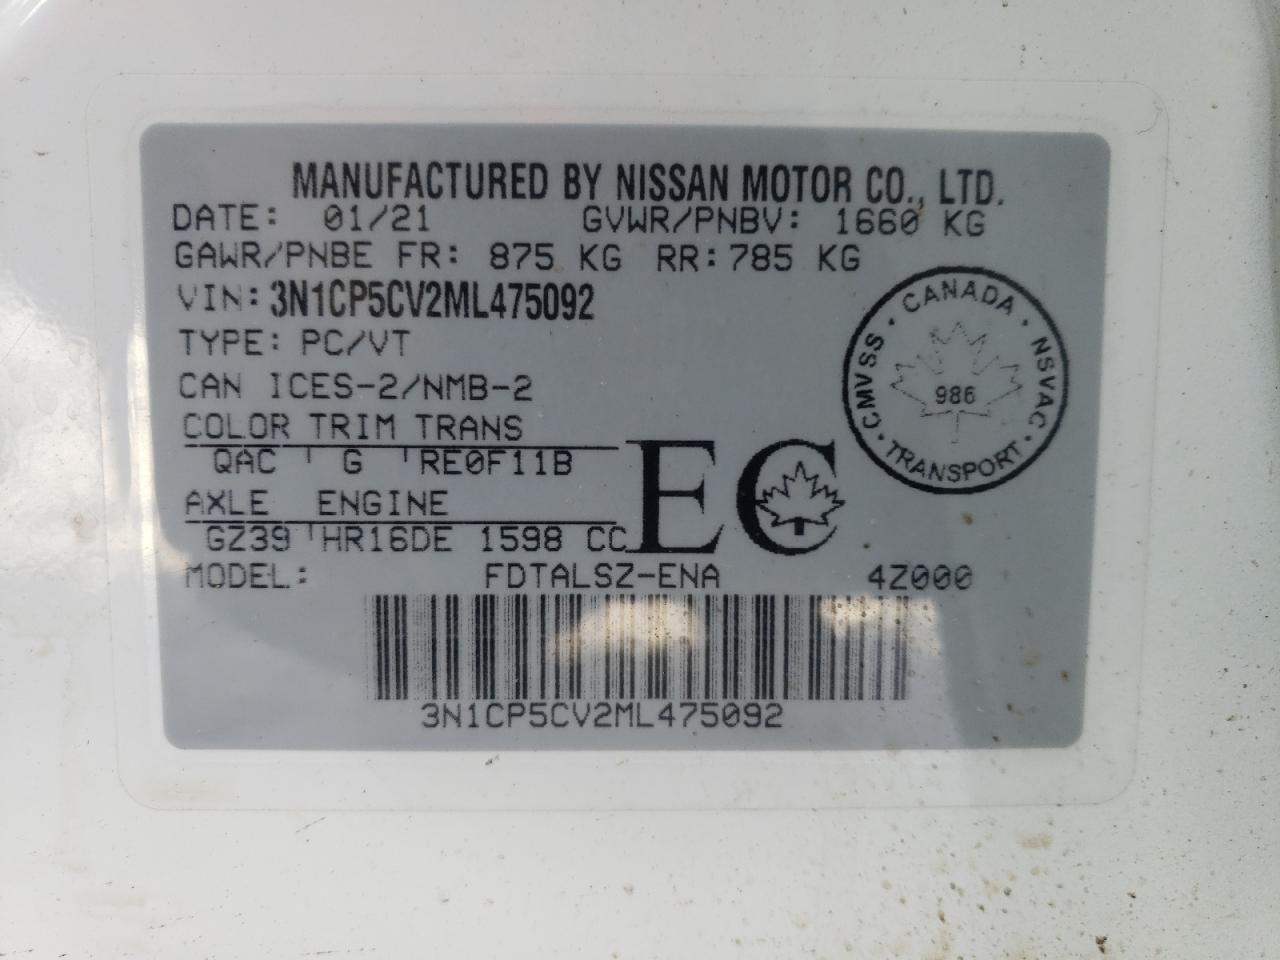 MANUFACTURED BY NISSAN MOTOR CO., LTD.
DATE: 01/21 GVWR/PNBV: 1660 KG
GAWR/PNBE FR: 875 KG RR: 785 KG
VIN: 3N1CP5CV2ML475092
TYPE: PC/VT
CAN ICES-2/NMB-2
COLOR TRIM TRANS
QAC G RE0F11B
AXLE ENGINE
GZ39 HR16DE 1598 CC
EC
CANADA
CMVSS · NSVAC
986
TRANSPORT
MODEL: FDTALSZ-ENA 4Z000
3N1CP5CV2ML475092